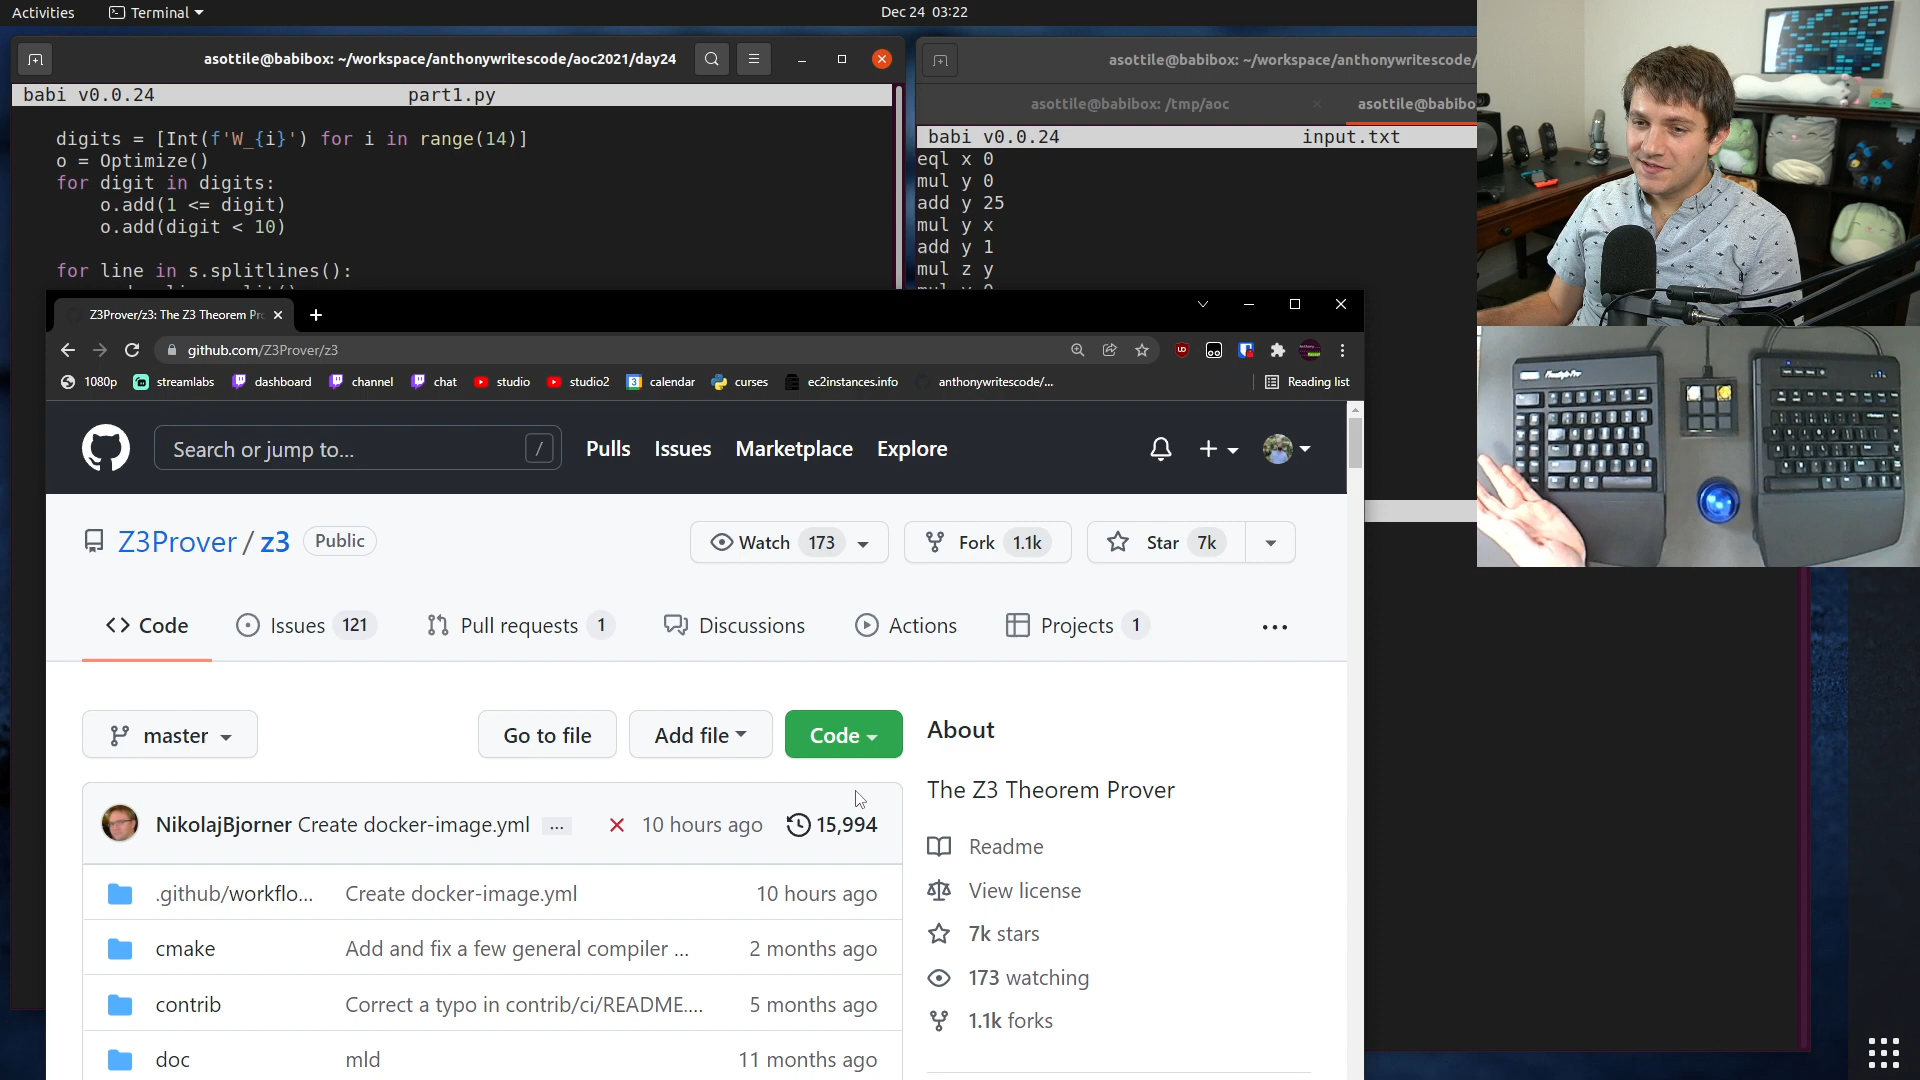 Activities
Terminal
Dec 24 03:22
asottile@babibox: ~/workspace/anthonywritescode/aoc2021/day24
babi v0.0.24 part1.py
digits = [Int(f'W_{i}') for i in range(14)]
o = Optimize()
for digit in digits:
o.add(1 <= digit)
o.add(digit < 10)
for line in s.splitlines():
asottile@babibox: ~/workspace/anthonywritescode/
asottile@babibox: /tmp/aoc
asottile@babibo
babi v0.0.24 input.txt
eql x 0
mul y 0
add y 25
mul y x
add y 1
mul z y
Z3Prover/z3: The Z3 Theorem Pr
github.com/Z3Prover/z3
1080p
streamlabs
dashboard
channel
chat
studio
studio2
calendar
curses
ec2instances.info
anthonywritescode/...
Reading list
Search or jump to... /
Pulls
Issues
Marketplace
Explore
Z3Prover / z3 Public
Watch 173
Fork 1.1k
Star 7k
Code
Issues 121
Pull requests 1
Discussions
Actions
Projects 1
master
Go to file
Add file
Code
About
The Z3 Theorem Prover
NikolajBjorner Create docker-image.yml ... 10 hours ago 15,994
.github/workflo... Create docker-image.yml 10 hours ago
cmake Add and fix a few general compiler ... 2 months ago
contrib Correct a typo in contrib/ci/README.... 5 months ago
doc mld 11 months ago
Readme
View license
7k stars
173 watching
1.1k forks